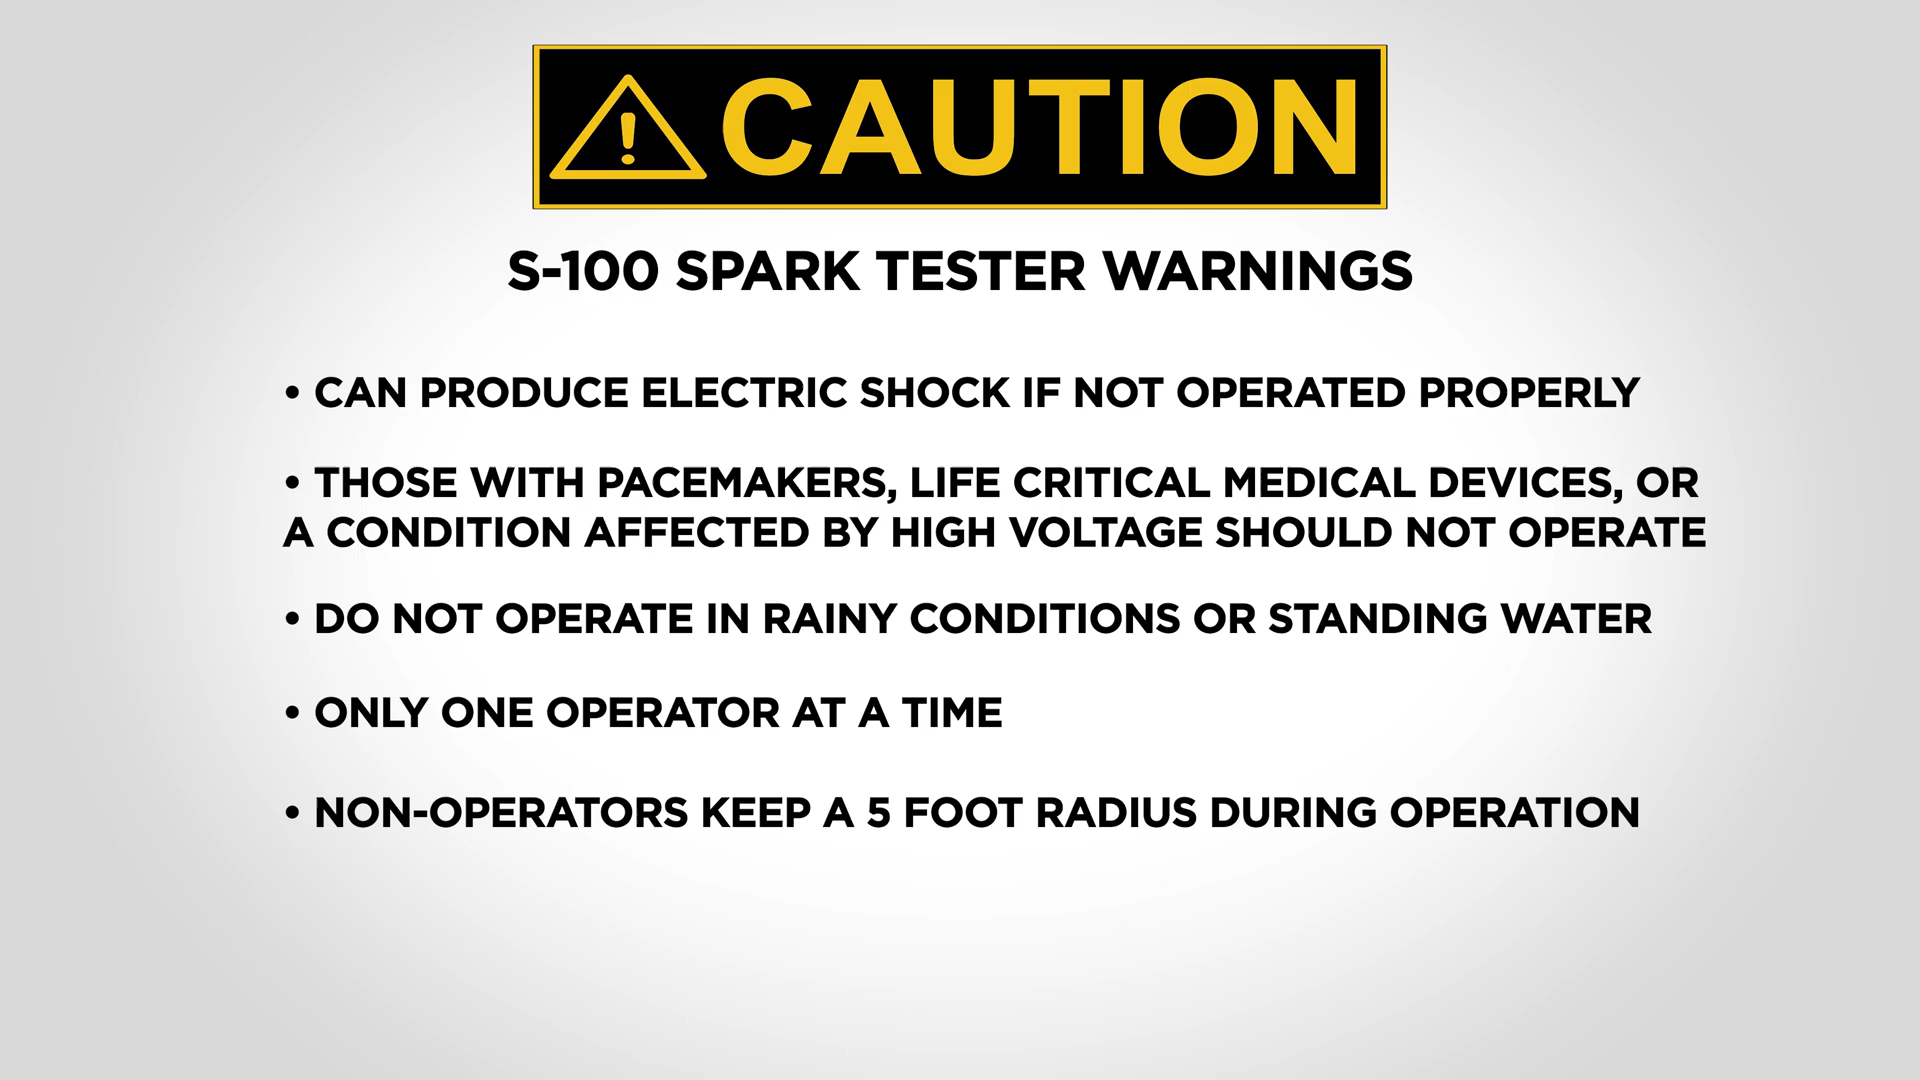 CAUTION
S-100 SPARK TESTER WARNINGS
• CAN PRODUCE ELECTRIC SHOCK IF NOT OPERATED PROPERLY
• THOSE WITH PACEMAKERS, LIFE CRITICAL MEDICAL DEVICES, OR
A CONDITION AFFECTED BY HIGH VOLTAGE SHOULD NOT OPERATE
• DO NOT OPERATE IN RAINY CONDITIONS OR STANDING WATER
• ONLY ONE OPERATOR AT A TIME
• NON-OPERATORS KEEP A 5 FOOT RADIUS DURING OPERATION